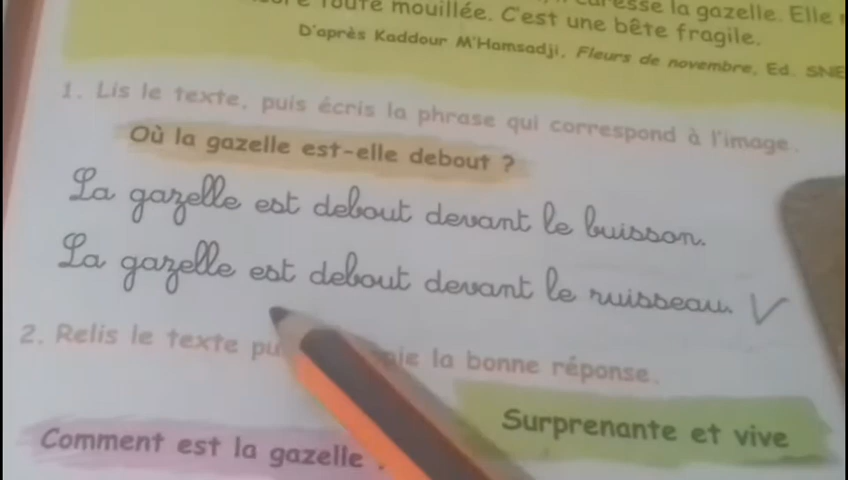 toute mouillée. C'est une bête fragile.
caresse la gazelle. Elle
D'après Kaddour M'Hamsadji, Fleurs de novembre, Ed. SNE
1. Lis le texte, puis écris la phrase qui correspond à l'image.
Où la gazelle est-elle debout ?
La gazelle est debout devant le buisson.
La gazelle est debout devant le ruisseau.
2. Relis le texte pu la bonne réponse.
Surprenante et vive
Comment est la gazelle